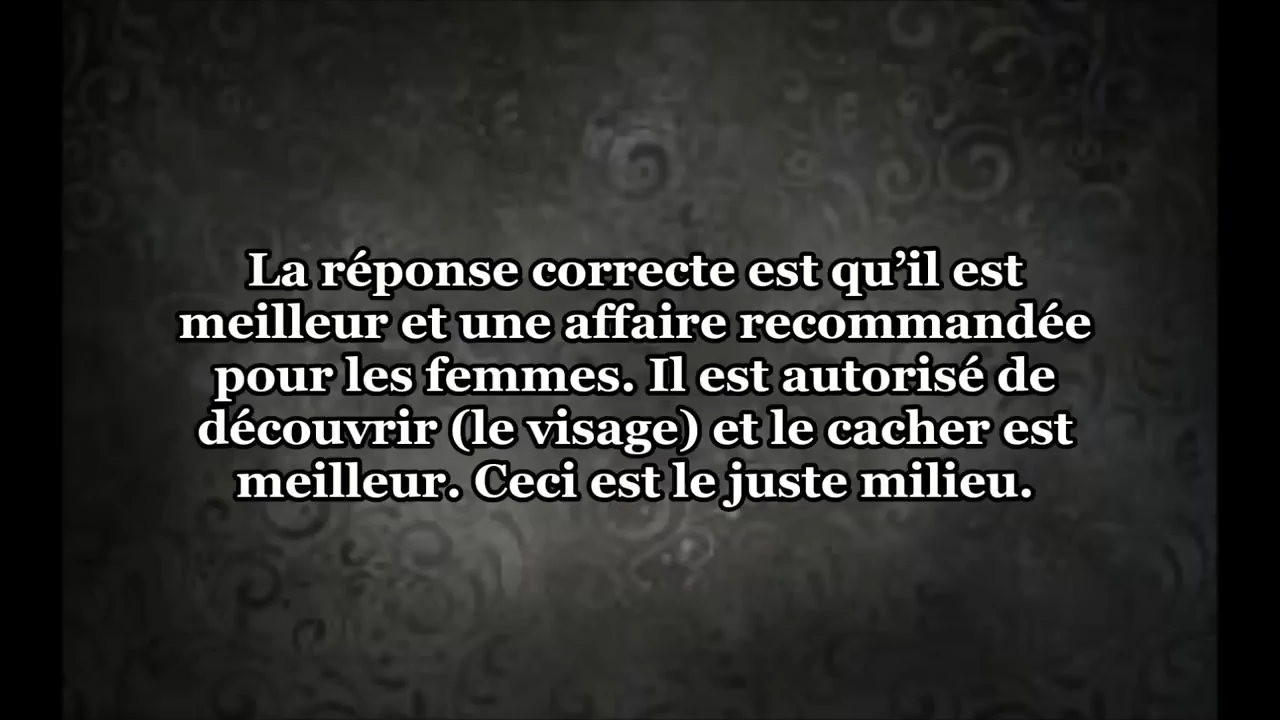 La réponse correcte est qu’il est
meilleur et une affaire recommandée
pour les femmes. Il est autorisé de
découvrir (le visage) et le cacher est
meilleur. Ceci est le juste milieu.